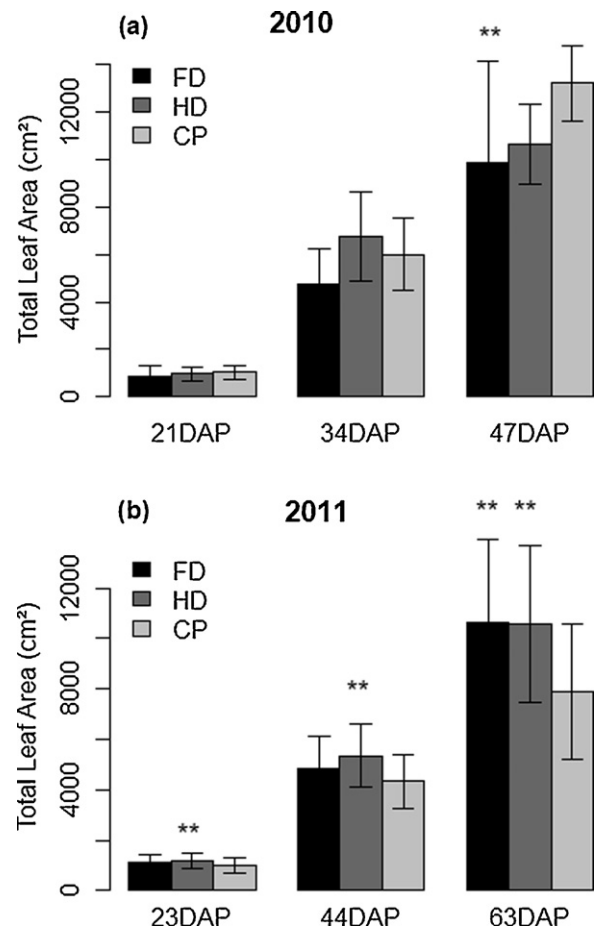 (a) 2010
**
FD
HD
CP
Total Leaf Area (cm²)
0 4000 8000 12000
21DAP 34DAP 47DAP
(b) 2011
** **
FD
HD
CP
**
**
Total Leaf Area (cm²)
0 4000 8000 12000
23DAP 44DAP 63DAP